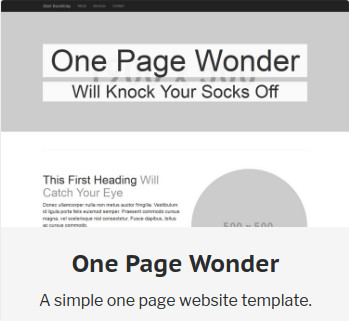 Start Bootstrap About Services Contact
One Page Wonder
Will Knock Your Socks Off
This First Heading Will
Catch Your Eye
Donec ullamcorper nulla non metus auctor fringilla. Vestibulum
id ligula porta felis euismod semper. Praesent commodo cursus
magna, vel scelerisque nisl consectetur. Fusce dapibus, tellus
ac cursus commodo.
500 x 500
One Page Wonder
A simple one page website template.